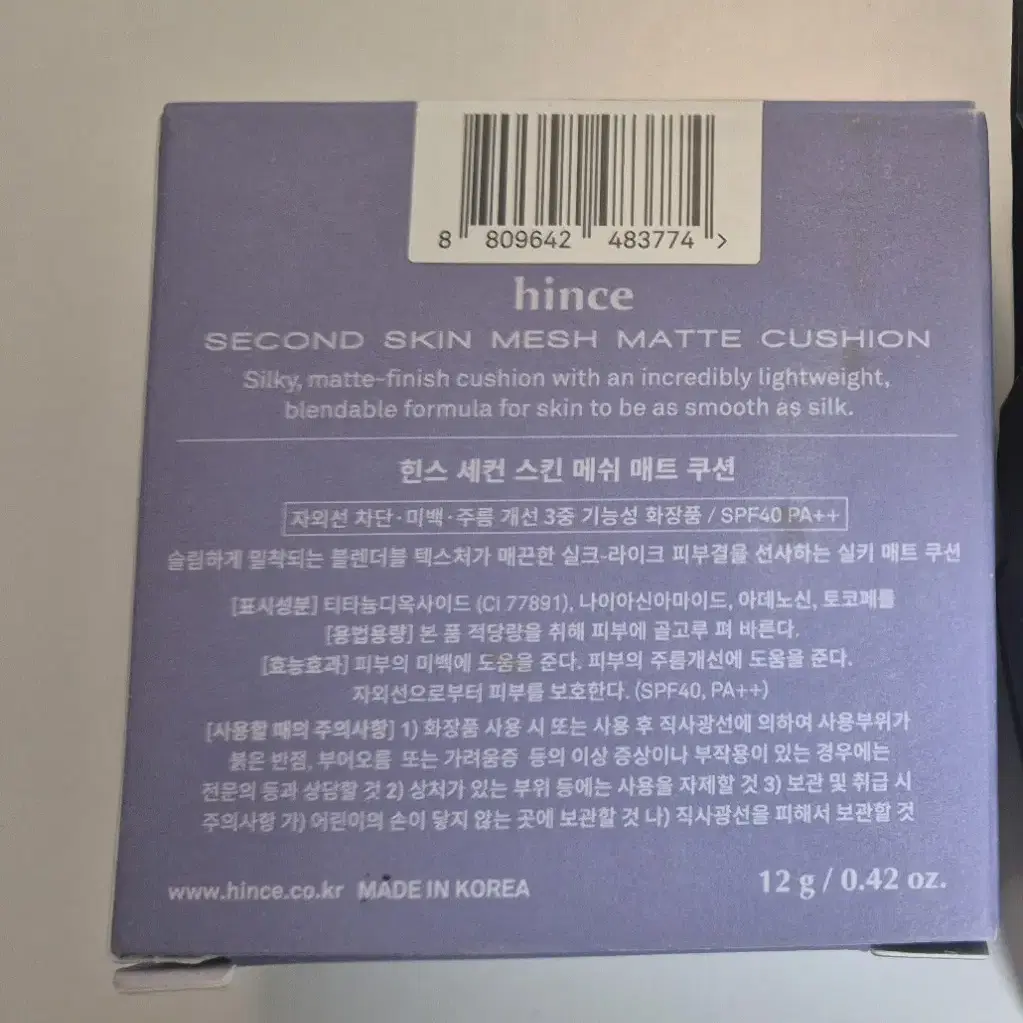 8 809642 483774 >
hince
SECOND SKIN MESH MATTE CUSHION
Silky, matte-finish cushion with an incredibly lightweight,
blendable formula for skin to be as smooth as silk.
힌스 세컨 스킨 메쉬 매트 쿠션
자외선 차단·미백·주름 개선 3중 기능성 화장품 / SPF40 PA++
슬림하게 밀착되는 블렌더블 텍스처가 매끈한 실크-라이크 피부결을 선사하는 실키 매트 쿠션
[표시성분] 티타늄디옥사이드 (CI 77891), 나이아신아마이드, 아데노신, 토코페롤
[용법용량] 본 품 적당량을 취해 피부에 골고루 펴 바른다.
[효능효과] 피부의 미백에 도움을 준다. 피부의 주름개선에 도움을 준다.
자외선으로부터 피부를 보호한다. (SPF40, PA++)
[사용할 때의 주의사항] 1) 화장품 사용 시 또는 사용 후 직사광선에 의하여 사용부위가
붉은 반점, 부어오름 또는 가려움증 등의 이상 증상이나 부작용이 있는 경우에는
전문의 등과 상담할 것 2) 상처가 있는 부위 등에는 사용을 자제할 것 3) 보관 및 취급 시
주의사항 가) 어린이의 손이 닿지 않는 곳에 보관할 것 나) 직사광선을 피해서 보관할 것
www.hince.co.kr MADE IN KOREA
12 g / 0.42 oz.